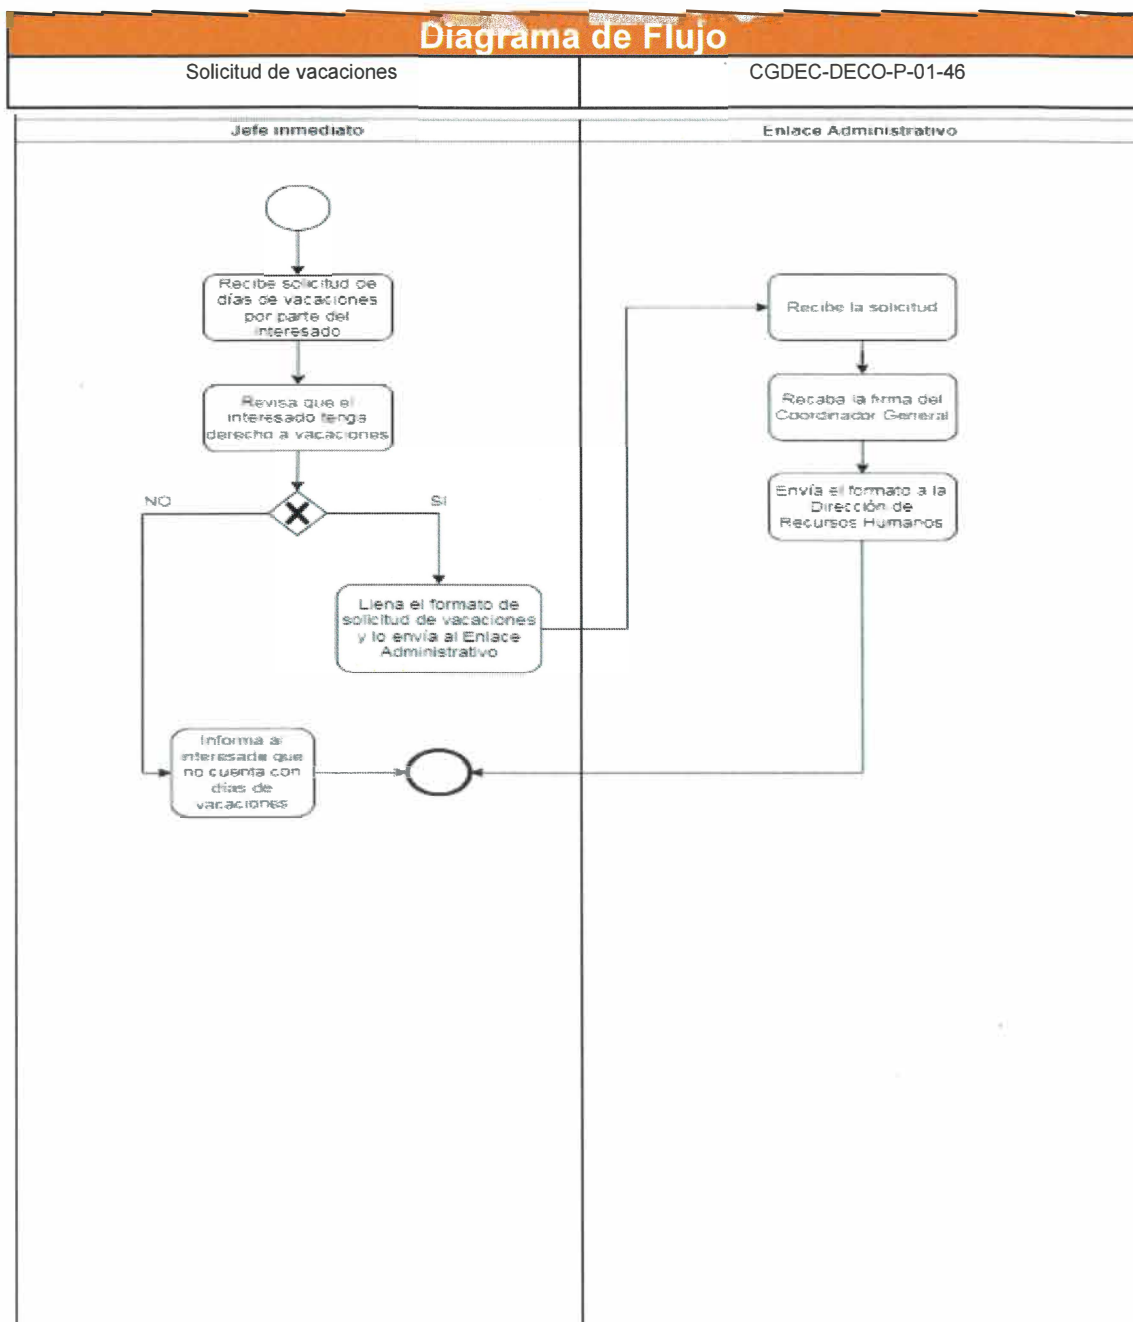 Diagrama de Flujo
Solicitud de vacaciones
CGDEC-DECO-P-01-46
Jefe inmediato
Enlace Administrativo
Recibe solicitud de
días de vacaciones
por parte del
interesado
Revisa que el
interesado tenga
derecho a vacaciones
NO
SI
Llena el formato de
solicitud de vacaciones
y lo envía al Enlace
Administrativo
Informa al
interesado que
no cuenta con
días de
vacaciones
Recibe la solicitud
Recaba la firma del
Coordinador General
Envía el formato a la
Dirección de
Recursos Humanos